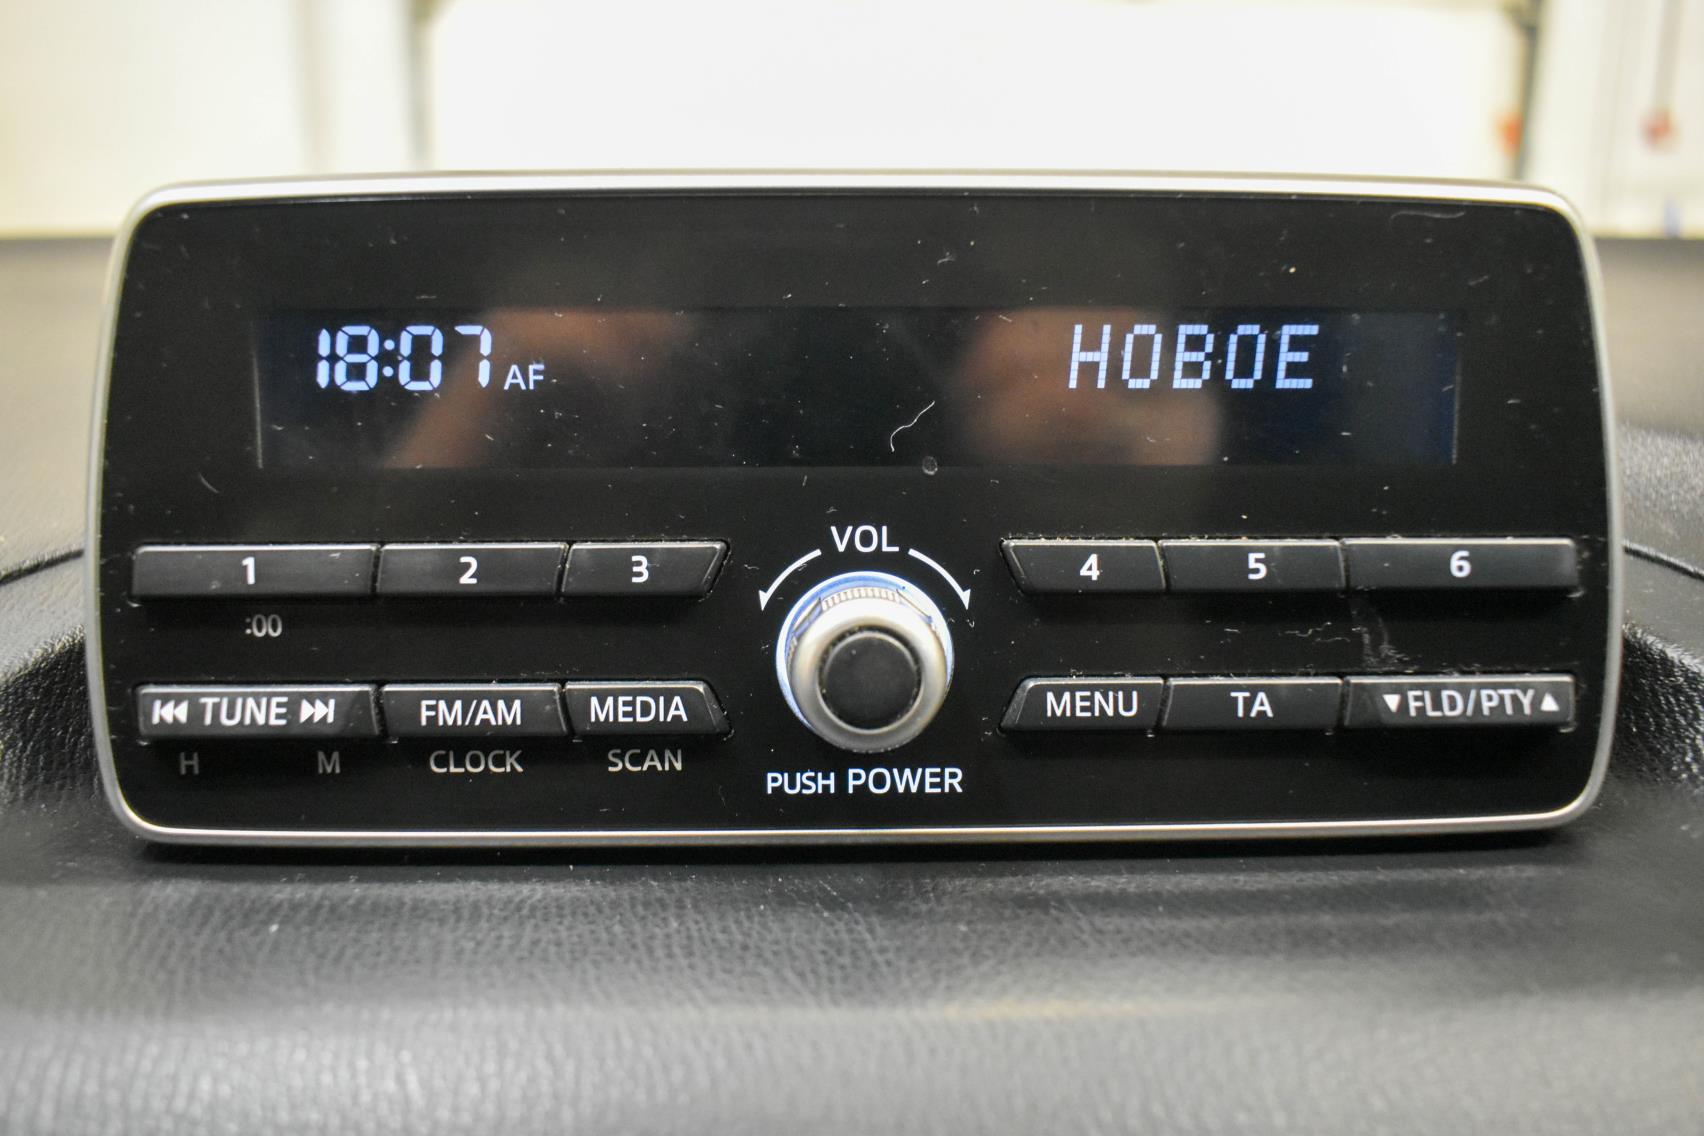 18:07 AF HOBOE
VOL
1 2 3 4 5 6
:00
⏮ TUNE ⏭ FM/AM MEDIA MENU TA ▼FLD/PTY▲
H M CLOCK SCAN
PUSH POWER